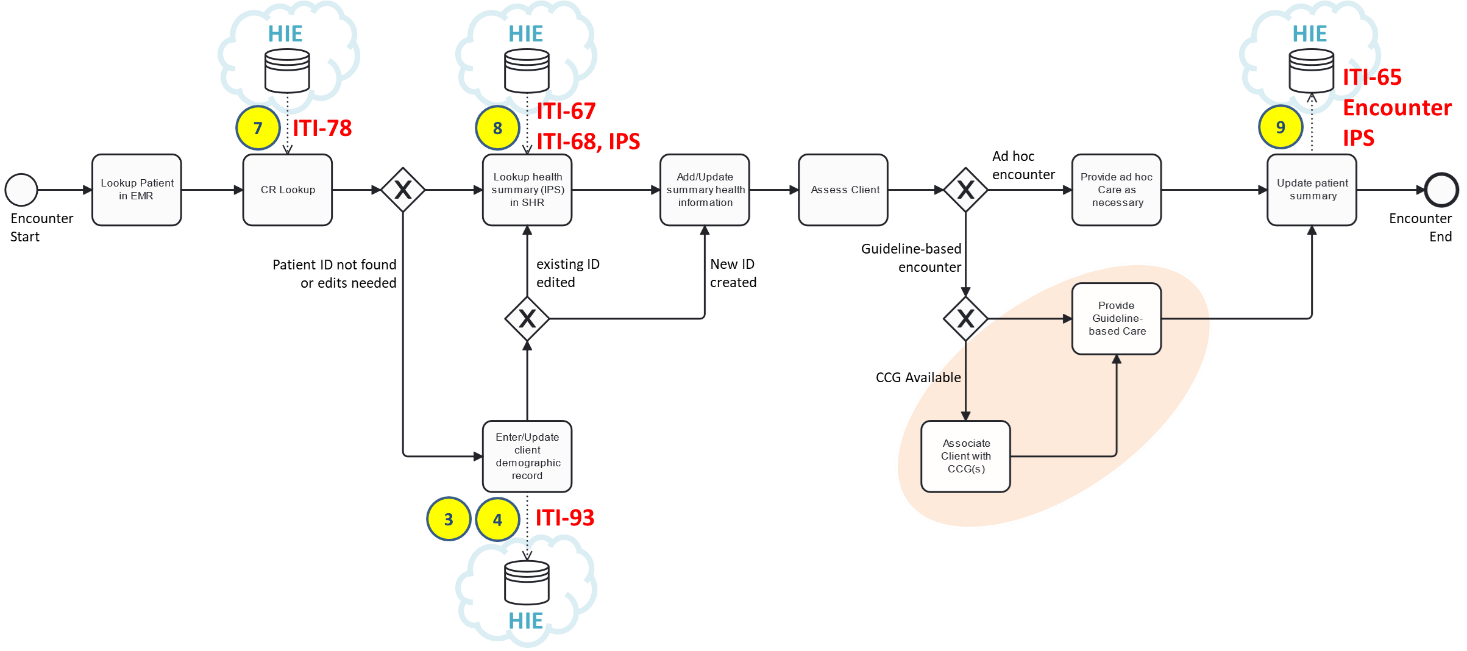 HIE
HIE
HIE
7
ITI-78
8
ITI-67
ITI-68, IPS
9
ITI-65
Encounter
IPS
Encounter
Start
Lookup Patient
in EMR
CR Lookup
X
Lookup health
summary (IPS)
in SHR
Add/Update
summary health
information
Assess Client
X
Ad hoc
encounter
Provide ad hoc
Care as
necessary
Update patient
summary
Encounter
End
Patient ID not found
or edits needed
existing ID
edited
New ID
created
Guideline-based
encounter
X
X
Provide
Guideline-
based Care
CCG Available
Enter/Update
client
demographic
record
Associate
Client with
CCG(s)
3
4
ITI-93
HIE